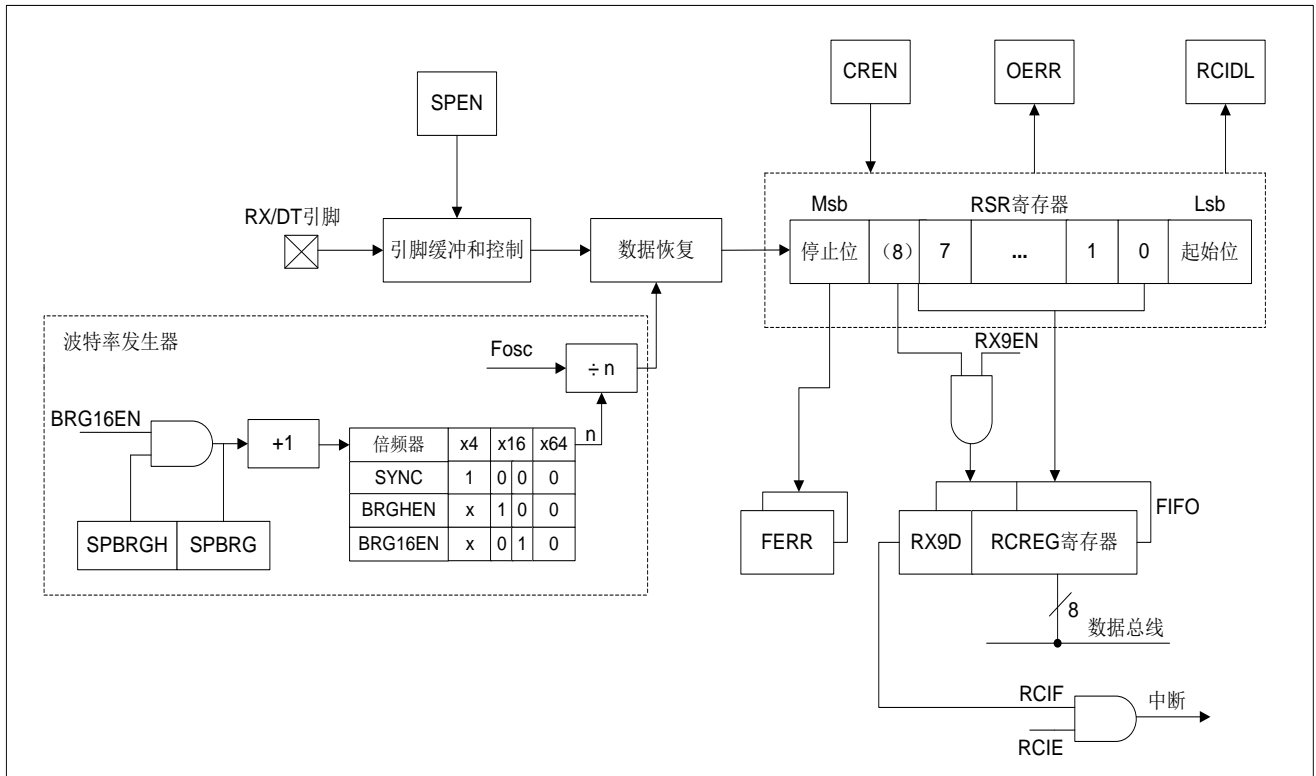 CREN
OERR
RCIDL
SPEN
Msb
RSR寄存器
Lsb
RX/DT引脚
引脚缓冲和控制
数据恢复
停止位
（8）
7
...
1
0
起始位
波特率发生器
Fosc
÷ n
RX9EN
BRG16EN
+1
n
倍频器 x4 x16 x64
SYNC 1 0 0 0
BRGHEN x 1 0 0
BRG16EN x 0 1 0
SPBRGH
SPBRG
FERR
RX9D
RCREG寄存器
FIFO
8
数据总线
RCIF
中断
RCIE